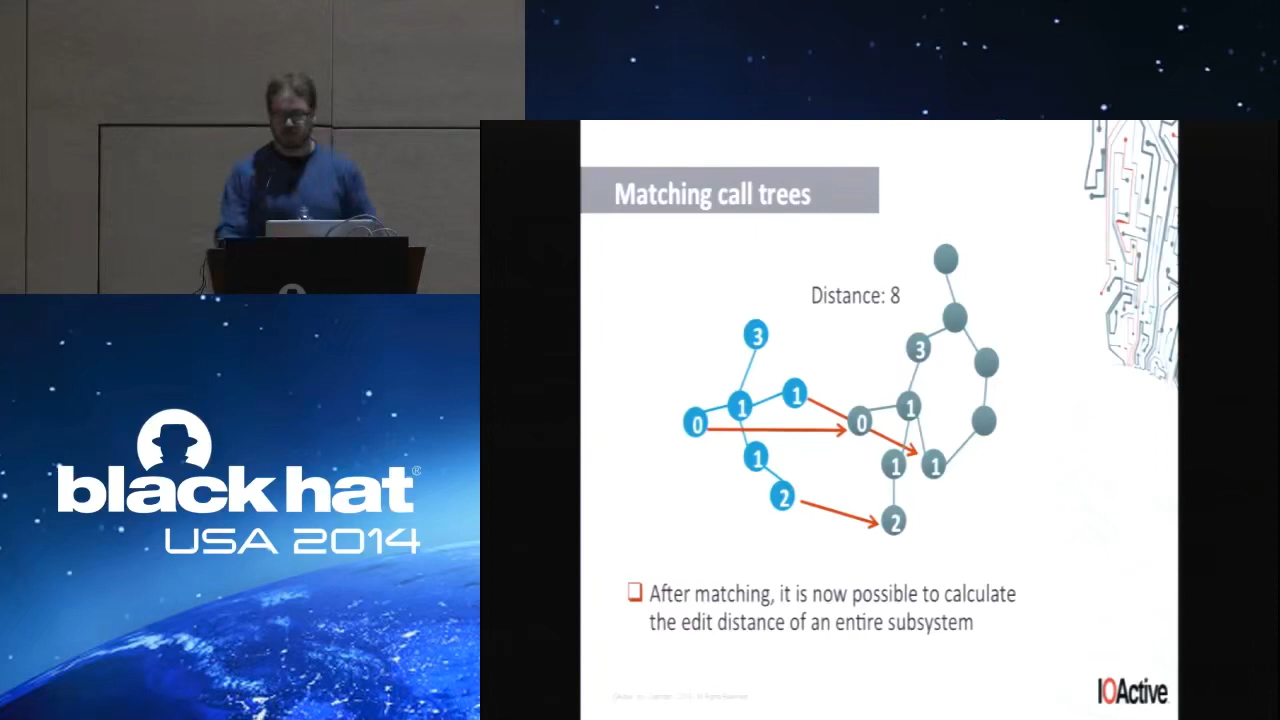 Matching call trees
Distance: 8
3
3
1
1
0
0
1
1
1
1
2
2
After matching, it is now possible to calculate
the edit distance of an entire subsystem
black hat®
USA 2014
IOActive